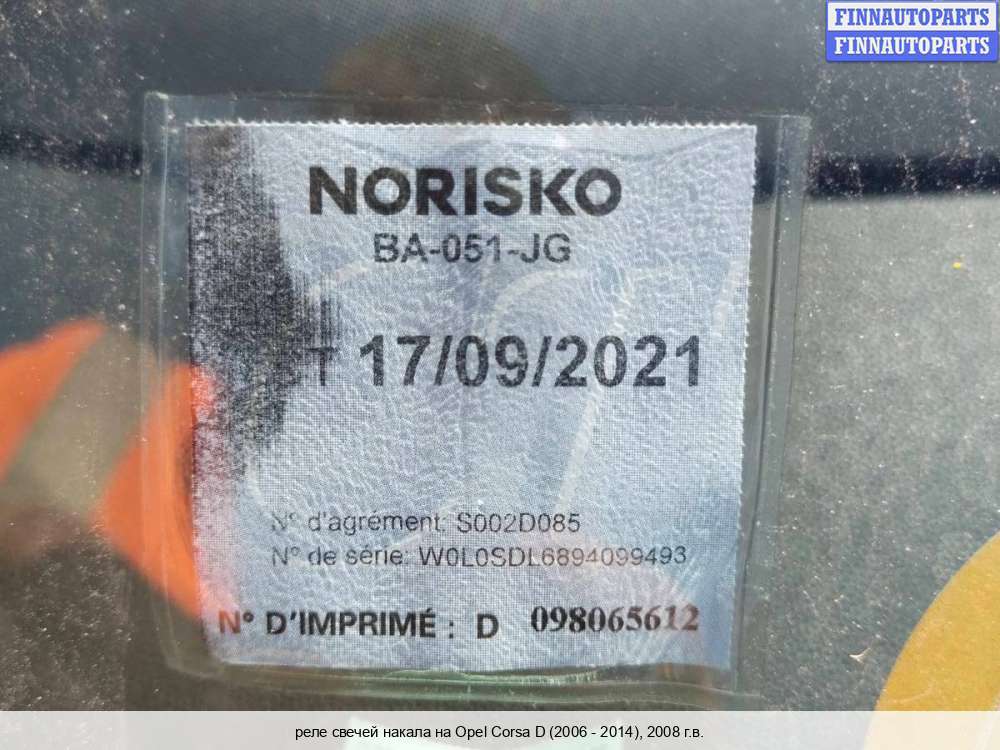 FINNAUTOPARTS
FINNAUTOPARTS
NORISKO
BA-051-JG
17/09/2021
N° d'agrément: S002D085
N° de série: W0L0SDL6894099493
N° D'IMPRIMÉ : D 098065612
реле свечей накала на Opel Corsa D (2006 - 2014), 2008 г.в.